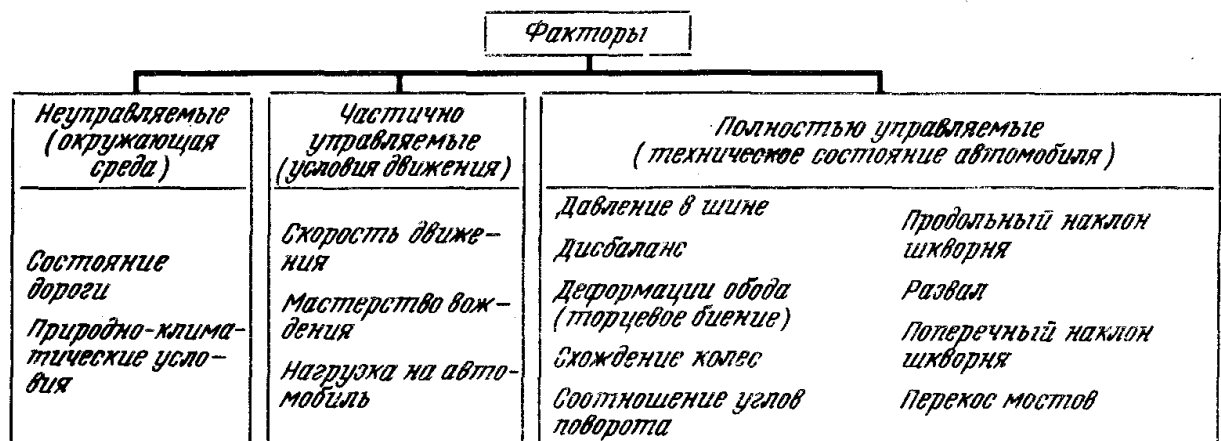 Факторы
Неуправляемые
(окружающая
среда)
Состояние
дороги
Природно-клима-
тические усло-
вия
Частично
управляемые
(условия движения)
Скорость движе-
ния
Мастерство вож-
дения
Нагрузка на авто-
мобиль
Полностью управляемые
(техническое состояние автомобиля)
Давление в шине
Дисбаланс
Деформации обода
(торцевое биение)
Схождение колес
Соотношение углов
поворота
Продольный наклон
шкворня
Развал
Поперечный наклон
шкворня
Перекос мостов